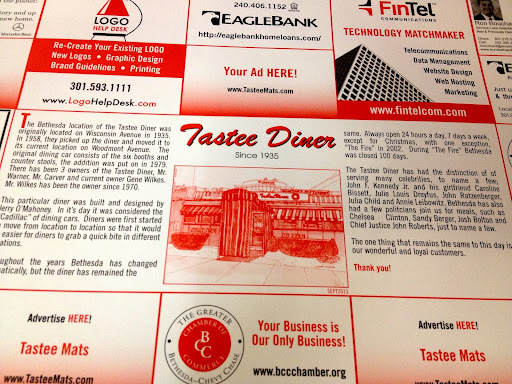 LOGO
HELP DESK
Re-Create Your Existing LOGO
New Logos • Graphic Design
Brand Guidelines • Printing
301.593.1111
www.LogoHelpDesk.com
240.406.1152
EAGLEBANK
http://eaglebankhomeloans.com/
Your Ad HERE!
www.TasteeMats.com
FinTel
COMMUNICATIONS
TECHNOLOGY MATCHMAKER
Telecommunications
Data Management
Website Design
Web Hosting
Marketing
www.fintelcom.com
The Bethesda location of the Tastee Diner was
originally located on Wisconsin Avenue in 1935.
In 1958, they picked up the diner and moved it to
its current location on Woodmont Avenue. The
original dining car consists of the six booths and
counter stools, the addition was put on in 1979.
There has been 3 owners of the Tastee Diner, Mr.
Warner, Mr. Carver and current owner Gene Wilkes.
Mr. Wilkes has been the owner since 1970.
This particular diner was built and designed by
Jerry O'Mahoney. In it's day it was considered the
"Cadillac" of dining cars. Diners were first started
move from location to location so that it would
easier for diners to grab a quick bite in different
ations.
oughout the years Bethesda has changed
matically, but the diner has remained the
Tastee Diner
Since 1935
SEPT2013
same. Always open 24 hours a day, 7 days a week,
except for Christmas, with one exception,
"The Fire" in 2002. During "The Fire" Bethesda
was closed 100 days.
The Tastee Diner has had the distinction of of
serving many celebrities, to name a few,
John F. Kennedy Jr. and his girlfriend Caroline
Bissett, Julia Louis Dreyfus, John Ratzenberger,
Julia Child and Annie Leibowitz. Bethesda has also
had a few politicians join us for meals, such as
Chelsea Clinton, Sandy Berger, Josh Bolton and
Chief Justice John Roberts, just to name a few.
The one thing that remains the same to this day is
our wonderful and loyal customers.
Thank you!
Advertise HERE!
Tastee Mats
www.TasteeMats.com
THE GREATER
CHAMBER OF
BCC
COMMERCE
BETHESDA-CHEVY CHASE
Your Business is
Our Only Business!
www.bccchamber.org
Advertise HERE!
Tastee Mats